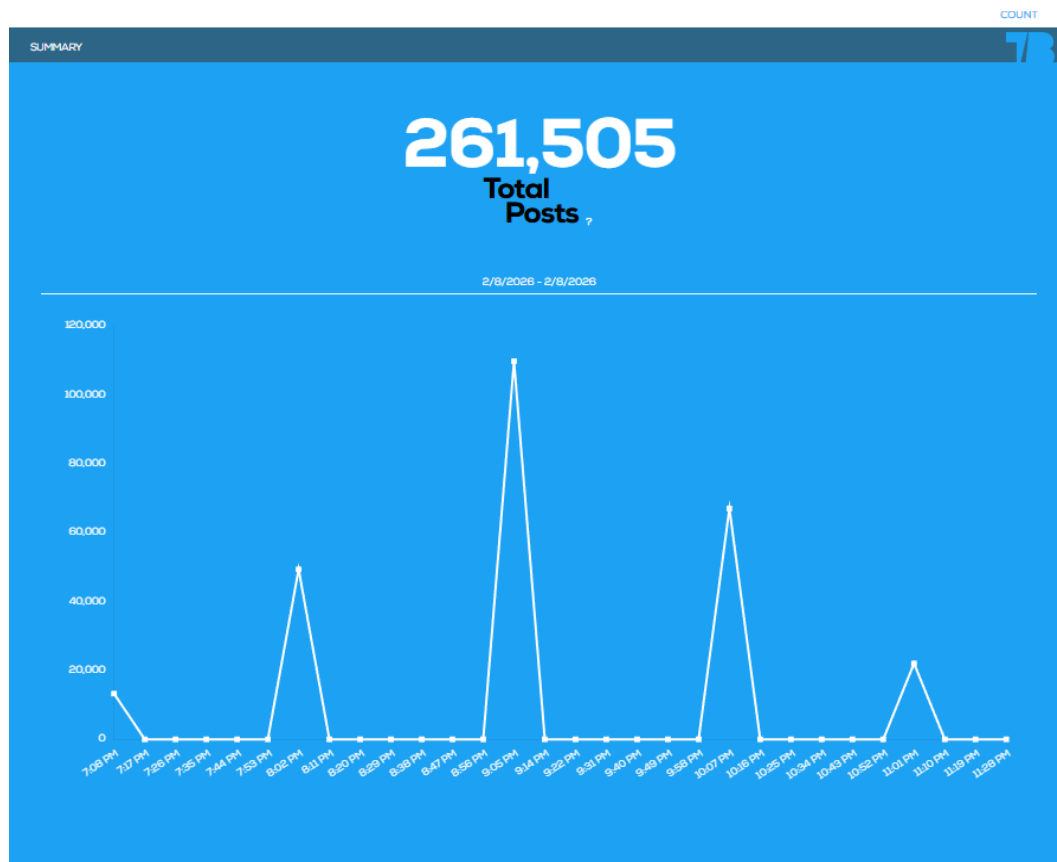 COUNT
SUMMARY
TB
261,505
Total
Posts ?
2/8/2026 - 2/8/2026
120,000
100,000
80,000
60,000
40,000
20,000
0
7:08 PM
7:17 PM
7:26 PM
7:35 PM
7:44 PM
7:53 PM
8:02 PM
8:11 PM
8:20 PM
8:29 PM
8:38 PM
8:47 PM
8:56 PM
9:05 PM
9:14 PM
9:22 PM
9:31 PM
9:40 PM
9:49 PM
9:58 PM
10:07 PM
10:16 PM
10:25 PM
10:34 PM
10:43 PM
10:52 PM
11:01 PM
11:10 PM
11:19 PM
11:28 PM